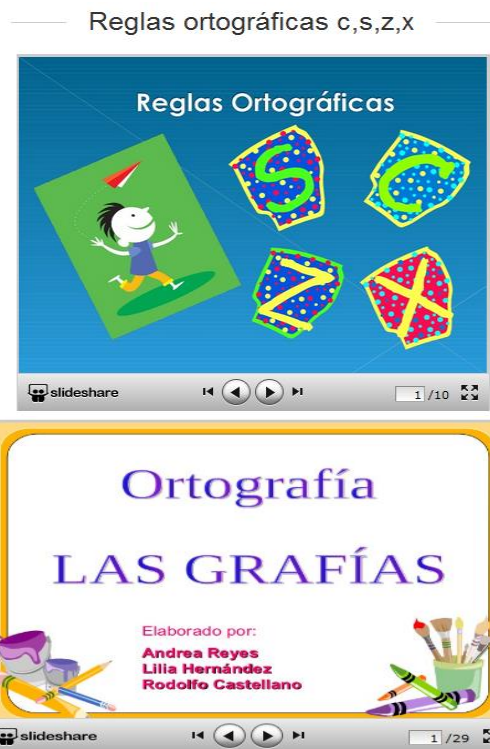 Reglas ortográficas c,s,z,x
Reglas Ortográficas
S C
Z X
slideshare 1 /10
Ortografía
LAS GRAFÍAS
Elaborado por:
Andrea Reyes
Lilia Hernández
Rodolfo Castellano
slideshare 1 /29